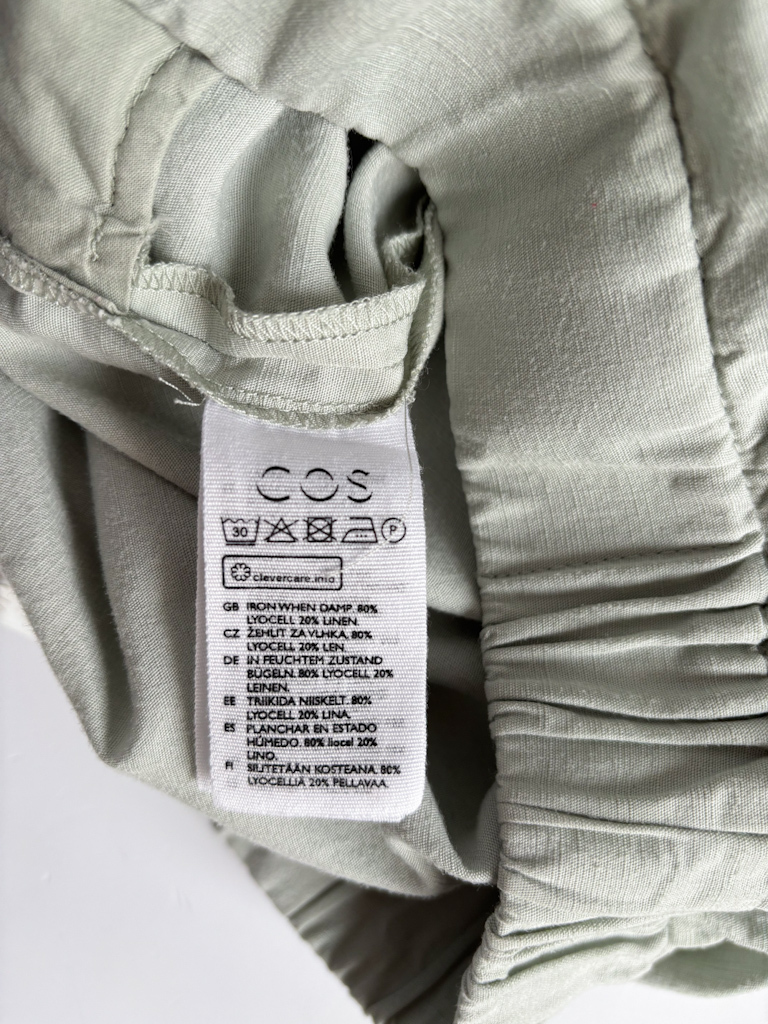 COS
30 P
clevercare.info
GB IRON WHEN DAMP. 80%
LYOCELL 20% LINEN.
CZ ŽEHLIT ZA VLHKA. 80%
LYOCELL 20% LEN.
DE IN FEUCHTEM ZUSTAND
BÜGELN. 80% LYOCELL 20%
LEINEN.
EE TRIIKIDA NIISKELT. 80%
LYOCELL 20% LINA.
ES PLANCHAR EN ESTADO
HÚMEDO. 80% liocel 20%
LINO.
FI SILITETÄÄN KOSTEANA. 80%
LYOCELLIA 20% PELLAVAA.